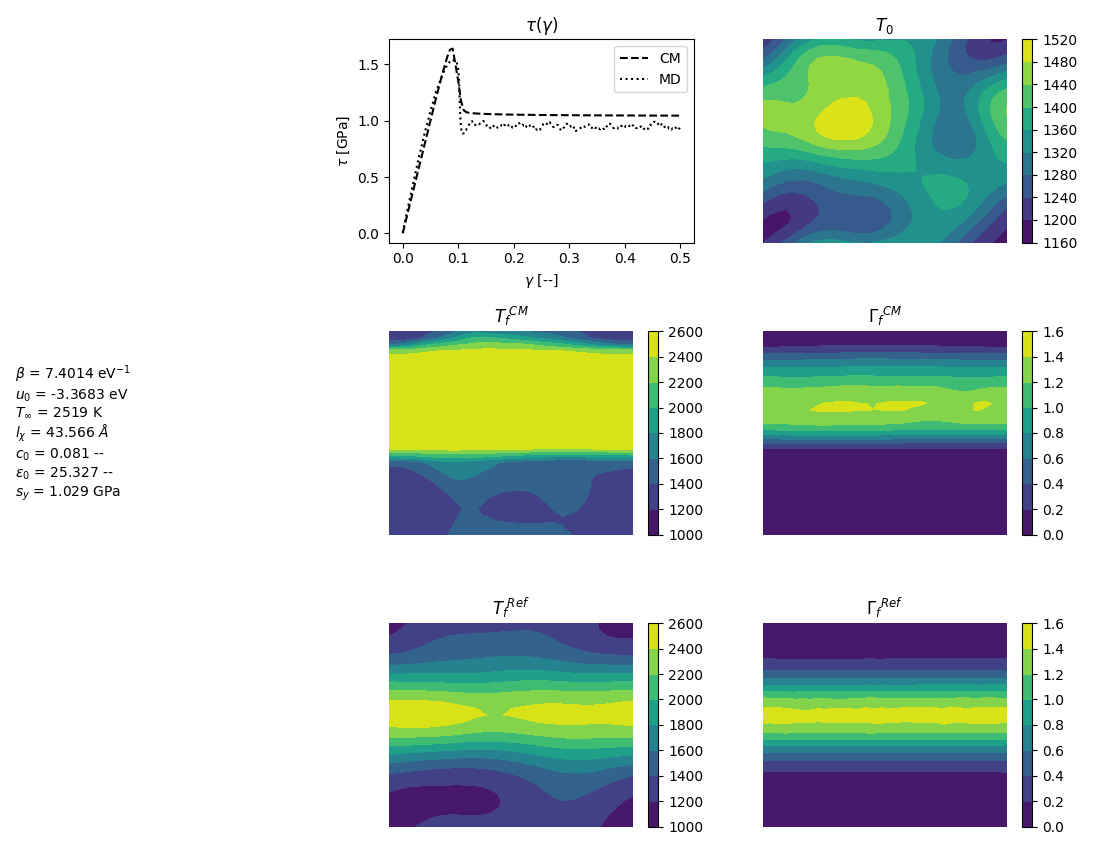 τ(γ)
CM
MD
1.5
1.0
0.5
0.0
τ [GPa]
0.0 0.1 0.2 0.3 0.4 0.5
γ [--]
T₀
1520
1480
1440
1400
1360
1320
1280
1240
1200
1160
β = 7.4014 eV⁻¹
u₀ = -3.3683 eV
T∞ = 2519 K
lᵪ = 43.566 Å
c₀ = 0.081 --
ε₀ = 25.327 --
s_y = 1.029 GPa
T_f^CM
2600
2400
2200
2000
1800
1600
1400
1200
1000
Γ_f^CM
1.6
1.4
1.2
1.0
0.8
0.6
0.4
0.2
0.0
T_f^Ref
2600
2400
2200
2000
1800
1600
1400
1200
1000
Γ_f^Ref
1.6
1.4
1.2
1.0
0.8
0.6
0.4
0.2
0.0